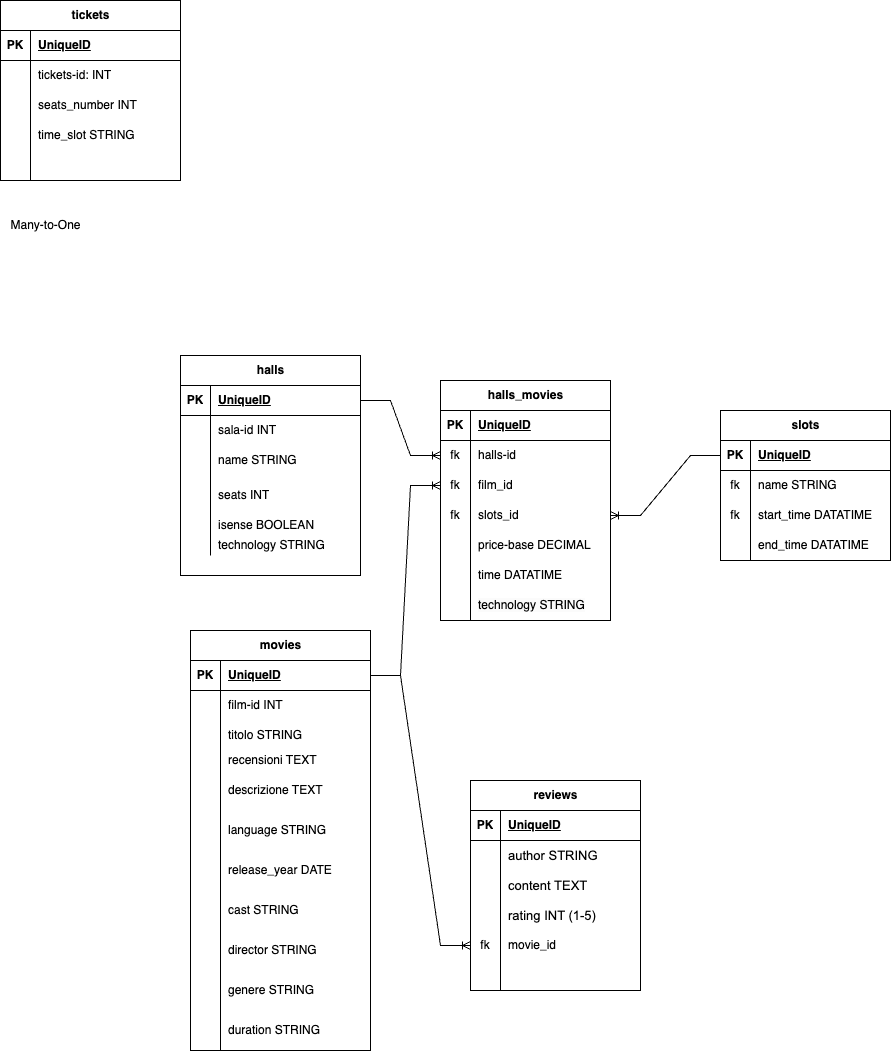 tickets
PK UniqueID
tickets-id: INT
seats_number INT
time_slot STRING
Many-to-One
halls
PK UniqueID
sala-id INT
name STRING
seats INT
isense BOOLEAN
technology STRING
halls_movies
PK UniqueID
fk halls-id
fk film_id
fk slots_id
price-base DECIMAL
time DATATIME
technology STRING
slots
PK UniqueID
fk name STRING
fk start_time DATATIME
end_time DATATIME
movies
PK UniqueID
film-id INT
titolo STRING
recensioni TEXT
descrizione TEXT
language STRING
release_year DATE
cast STRING
director STRING
genere STRING
duration STRING
reviews
PK UniqueID
author STRING
content TEXT
rating INT (1-5)
fk movie_id